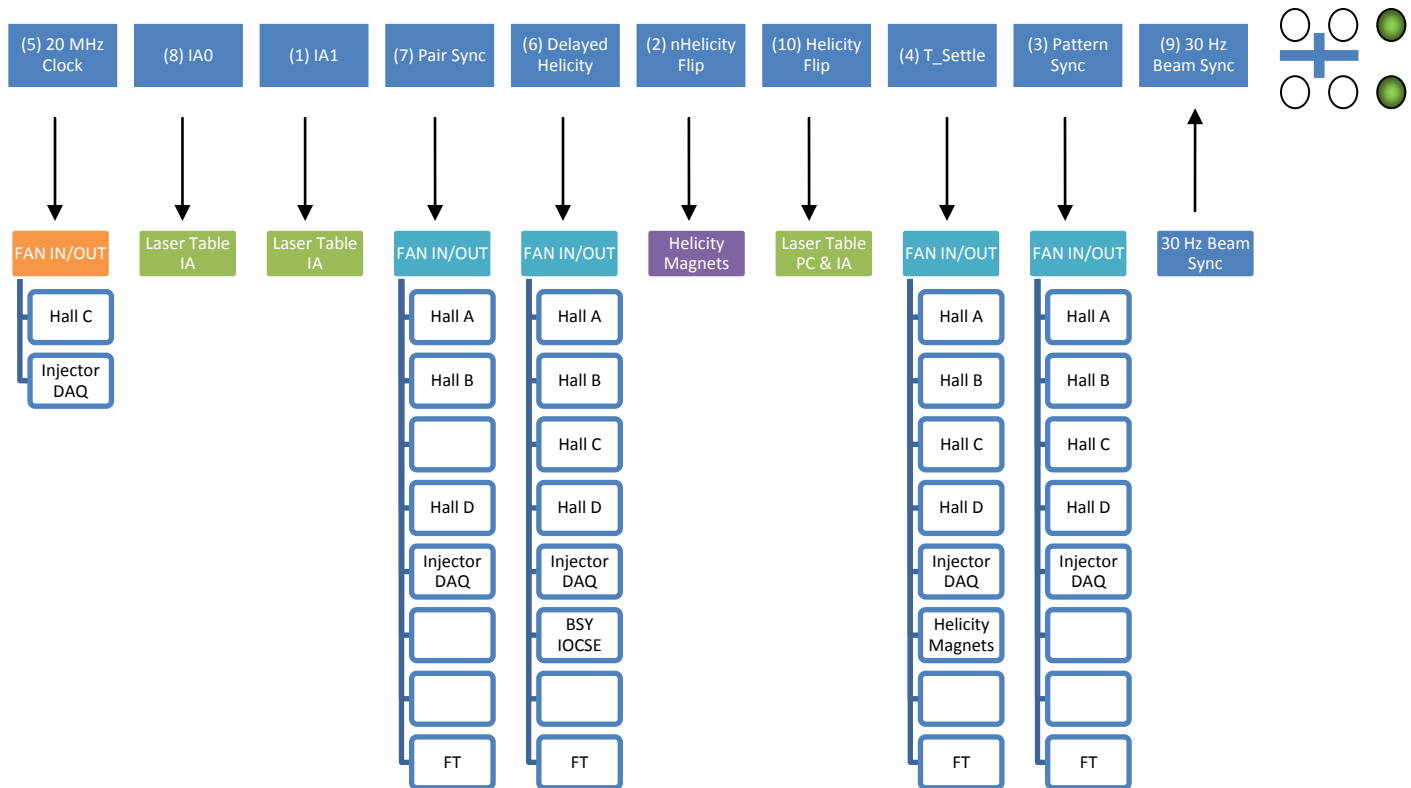 (5) 20 MHz
Clock
(8) IA0
(1) IA1
(7) Pair Sync
(6) Delayed
Helicity
(2) nHelicity
Flip
(10) Helicity
Flip
(4) T_Settle
(3) Pattern
Sync
(9) 30 Hz
Beam Sync
FAN IN/OUT
Hall C
Injector
DAQ
Laser Table
IA
Laser Table
IA
FAN IN/OUT
Hall A
Hall B
Hall D
Injector
DAQ
FT
FAN IN/OUT
Hall A
Hall B
Hall C
Hall D
Injector
DAQ
BSY
IOCSE
FT
Helicity
Magnets
Laser Table
PC & IA
FAN IN/OUT
Hall A
Hall B
Hall C
Hall D
Injector
DAQ
Helicity
Magnets
FT
FAN IN/OUT
Hall A
Hall B
Hall C
Hall D
Injector
DAQ
FT
30 Hz Beam
Sync